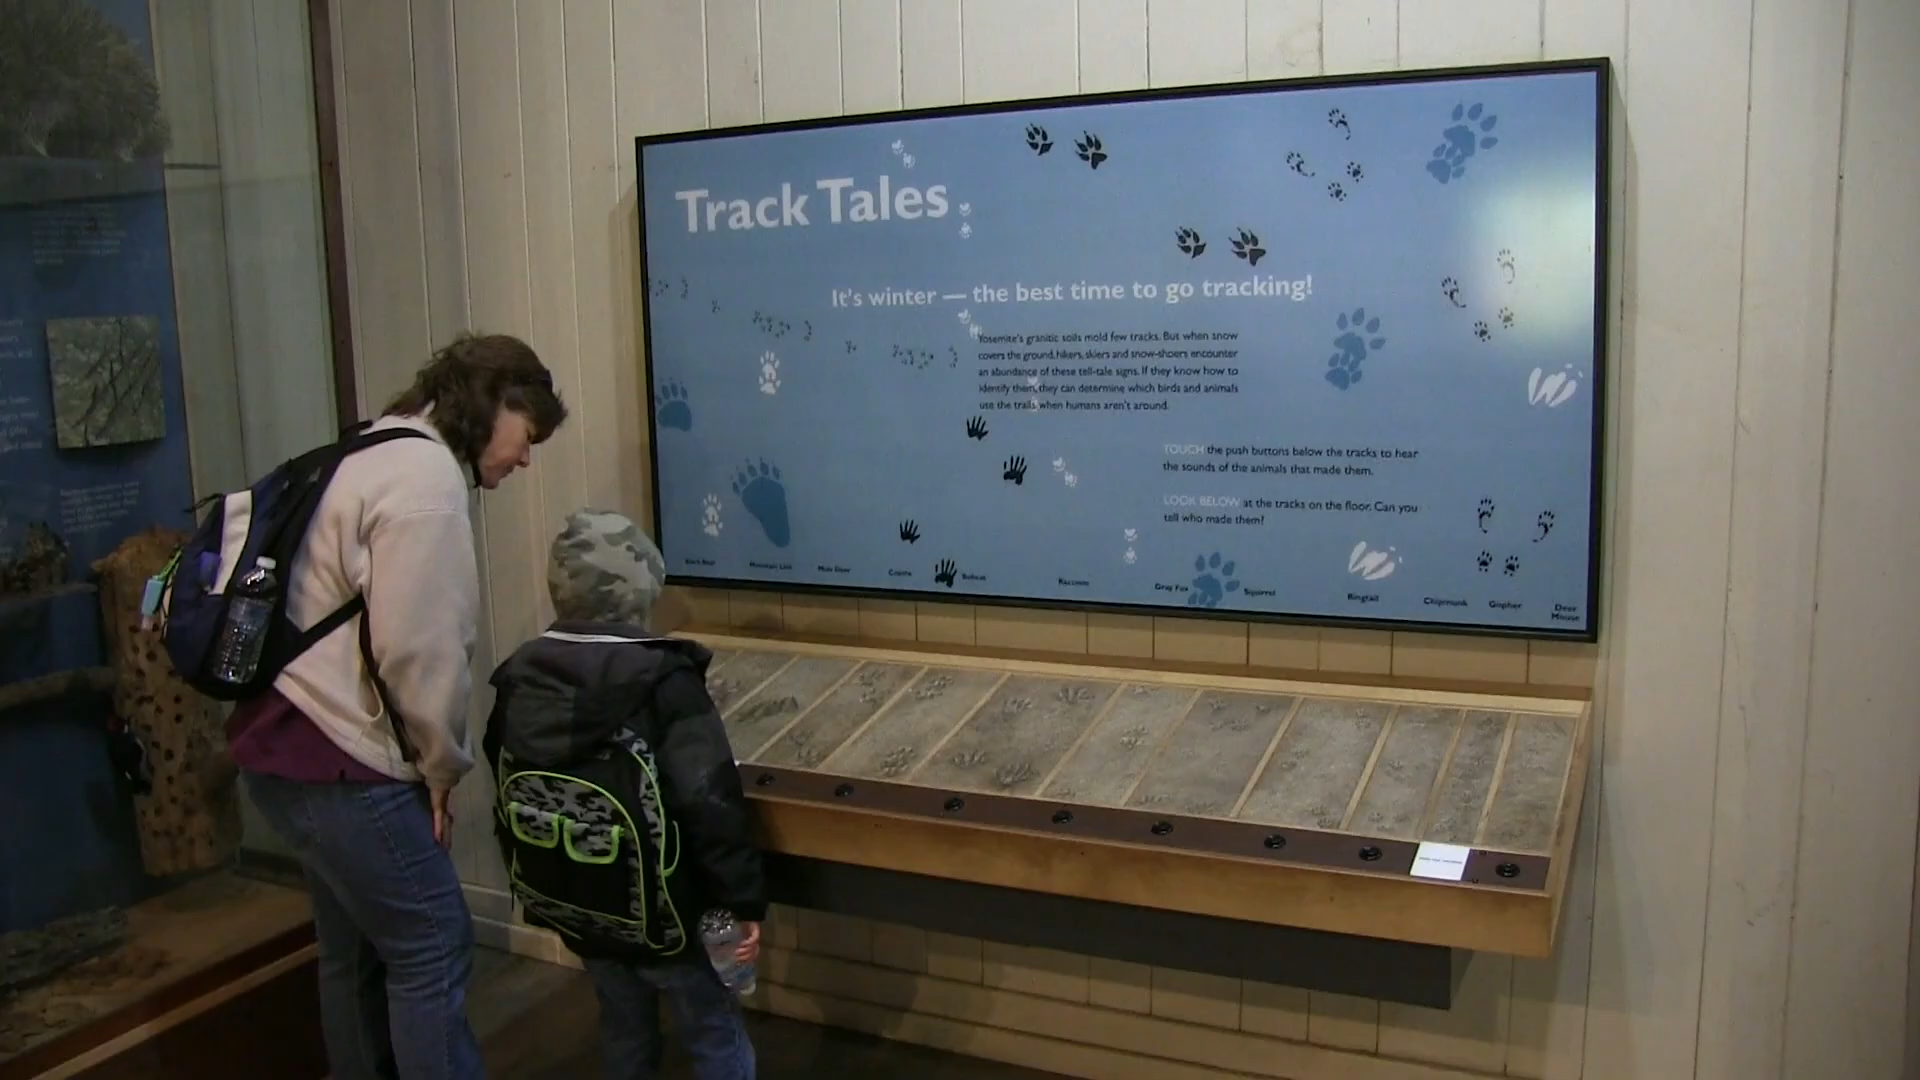 Track Tales
It's winter — the best time to go tracking!
Yosemite's granitic soils mold few tracks. But when snow
covers the ground, hikers, skiers and snow-shoers encounter
an abundance of these tell-tale signs. If they know how to
identify them, they can determine which birds and animals
use the trails when humans aren't around.
TOUCH the push buttons below the tracks to hear
the sounds of the animals that made them.
LOOK BELOW at the tracks on the floor. Can you
tell who made them?
Black Bear Mountain Lion Mule Deer Coyote Bobcat Raccoon Gray Fox Squirrel Ringtail Chipmunk Gopher Deer
Mouse